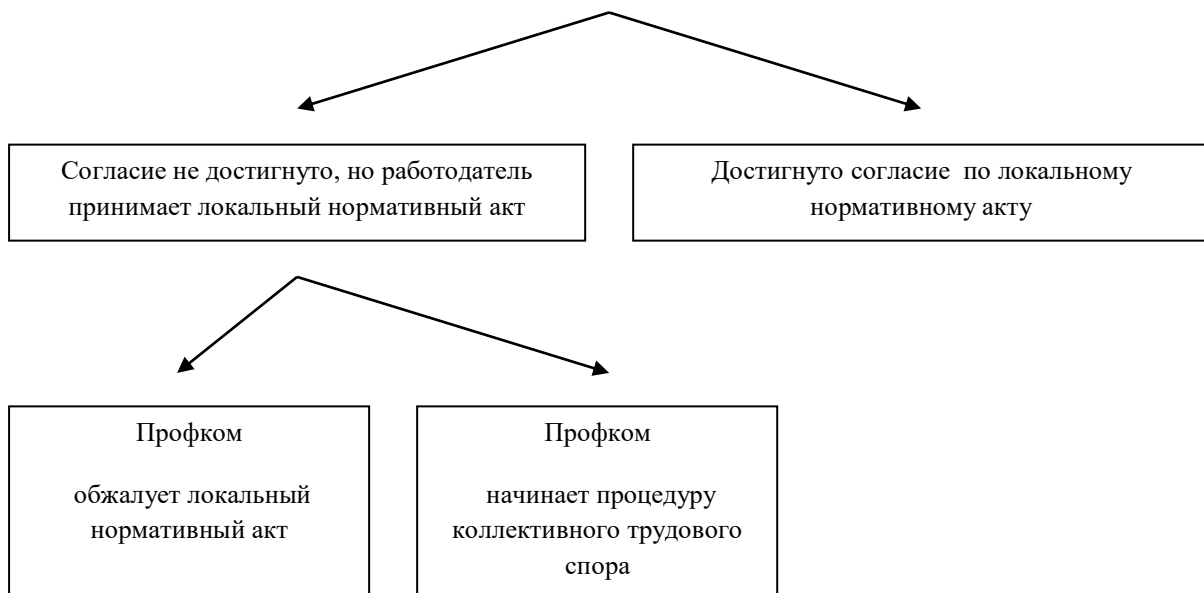 Согласие не достигнуто, но работодатель
принимает локальный нормативный акт
Достигнуто согласие по локальному
нормативному акту
Профком
обжалует локальный
нормативный акт
Профком
начинает процедуру
коллективного трудового
спора